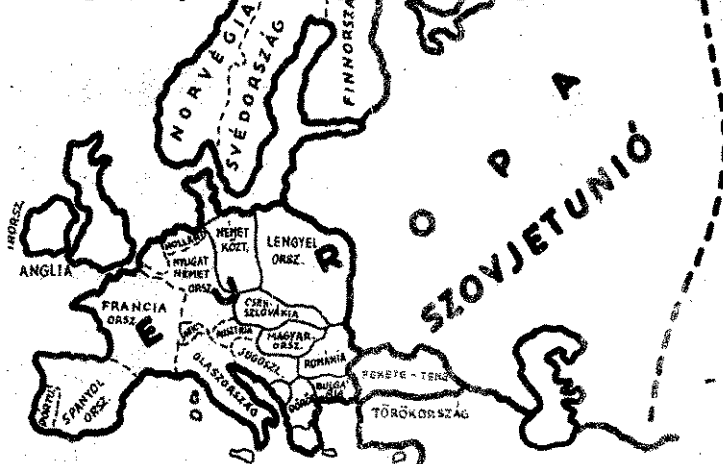 NORVÉGIA
SVÉDORSZÁG
FINNORSZÁ
A
P
O
R
E
SZOVJETUNIÓ
IRORSZ.
ANGLIA
HOLLAND
NÉMET
KÖZT.
LENGYEL
ORSZ.
NYUGAT
NÉMET
ORSZ.
FRANCIA
ORSZ.
CSEH-
SZLOVÁKIA
AUSZTRIA
MAGYAR-
ORSZ.
JUGOSZL.
ROMÁNIA
OLASZORSZÁG
FEKETE-TENG
TÖRÖKORSZÁG
SPANYOL
ORSZ.